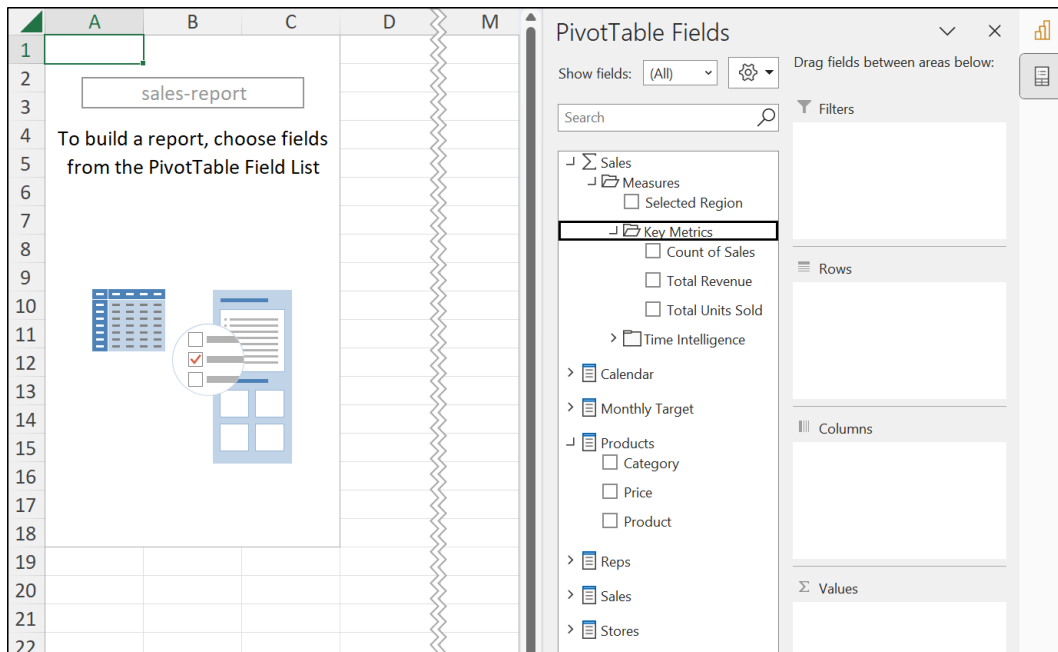 A B C D M
1
2
3
4
5
6
7
8
9
10
11
12
13
14
15
16
17
18
19
20
21
22
sales-report
To build a report, choose fields
from the PivotTable Field List
PivotTable Fields
Show fields: (All)
Search
Σ Sales
Measures
Selected Region
Key Metrics
Count of Sales
Total Revenue
Total Units Sold
Time Intelligence
Calendar
Monthly Target
Products
Category
Price
Product
Reps
Sales
Stores
Drag fields between areas below:
Filters
Rows
Columns
Σ Values